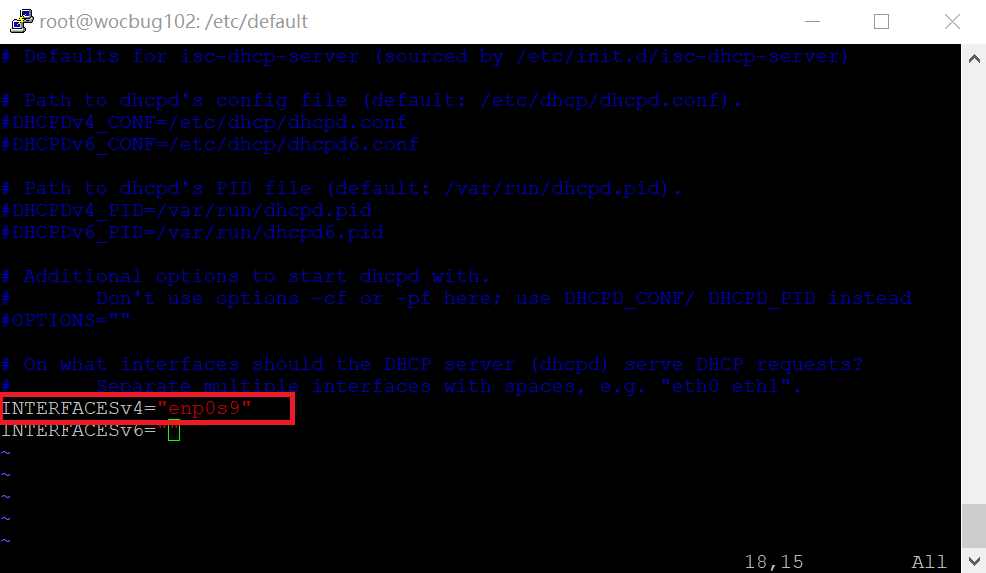 root@wocbug102: /etc/default
# Defaults for isc-dhcp-server (sourced by /etc/init.d/isc-dhcp-server)
# Path to dhcpd's config file (default: /etc/dhcp/dhcpd.conf).
#DHCPDv4_CONF=/etc/dhcp/dhcpd.conf
#DHCPDv6_CONF=/etc/dhcp/dhcpd6.conf
# Path to dhcpd's PID file (default: /var/run/dhcpd.pid).
#DHCPDv4_PID=/var/run/dhcpd.pid
#DHCPDv6_PID=/var/run/dhcpd6.pid
# Additional options to start dhcpd with.
#       Don't use options -cf or -pf here; use DHCPD_CONF/ DHCPD_PID instead
#OPTIONS=""
# On what interfaces should the DHCP server (dhcpd) serve DHCP requests?
#       Separate multiple interfaces with spaces, e.g. "eth0 eth1".
INTERFACESv4="enp0s9"
INTERFACESv6=""
~
~
~
~
~
18,15 All